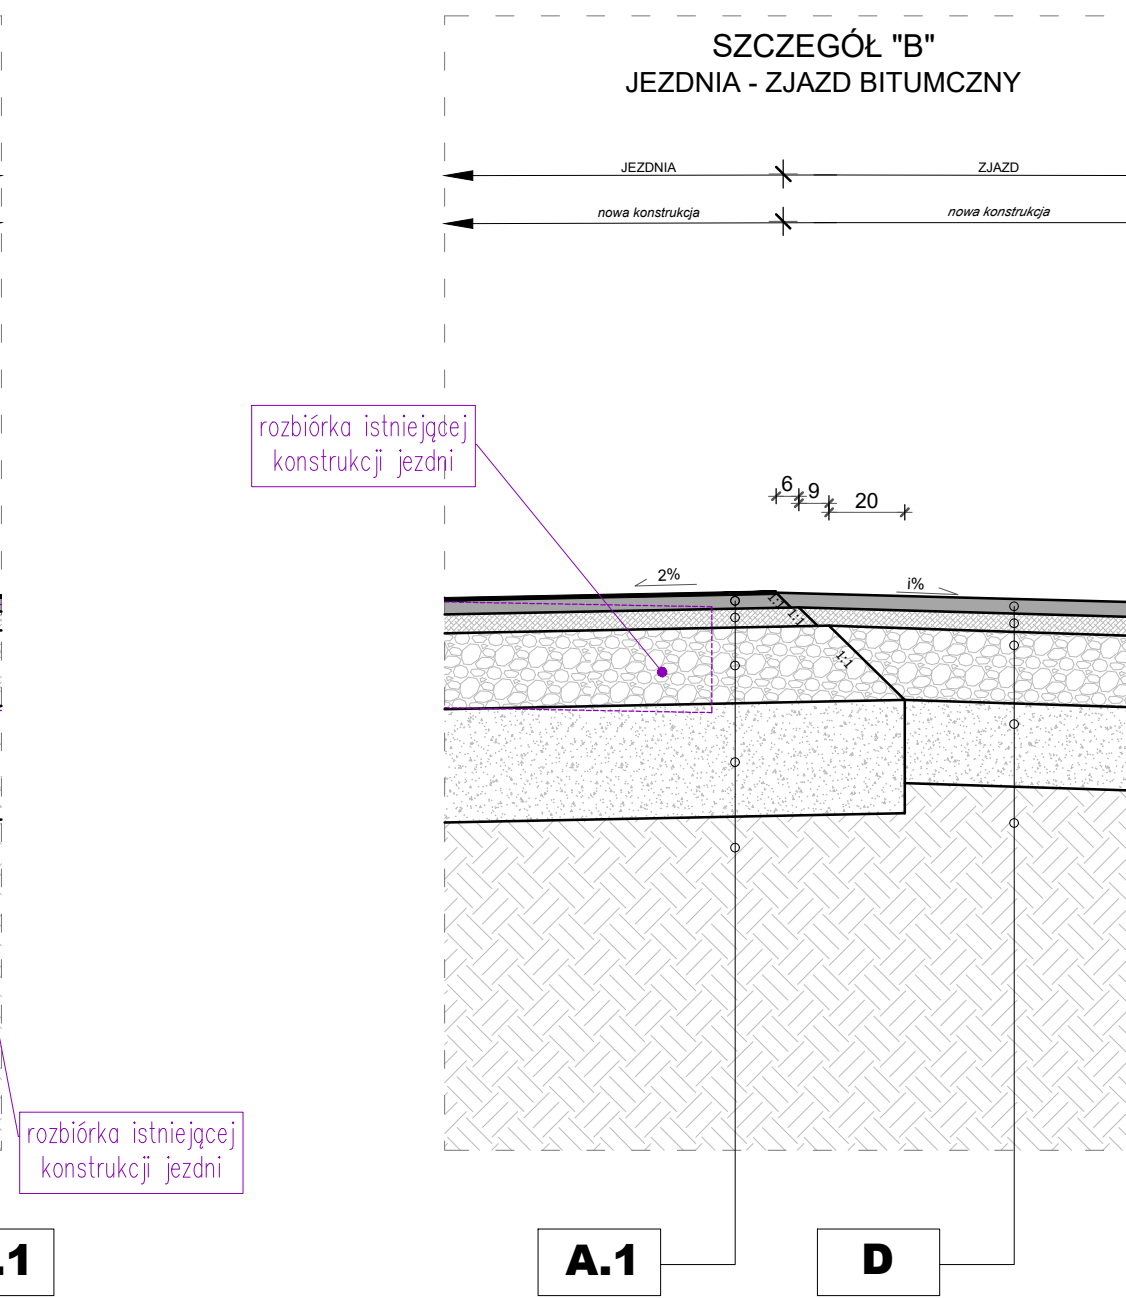 SZCZEGÓŁ "B"
JEZDNIA - ZJAZD BITUMCZNY
JEZDNIA
ZJAZD
nowa konstrukcja
nowa konstrukcja
rozbiórka istniejącej
konstrukcji jezdni
6
9
20
2%
i%
1:1
1:1
1:1
rozbiórka istniejącej
konstrukcji jezdni
.1
A.1
D